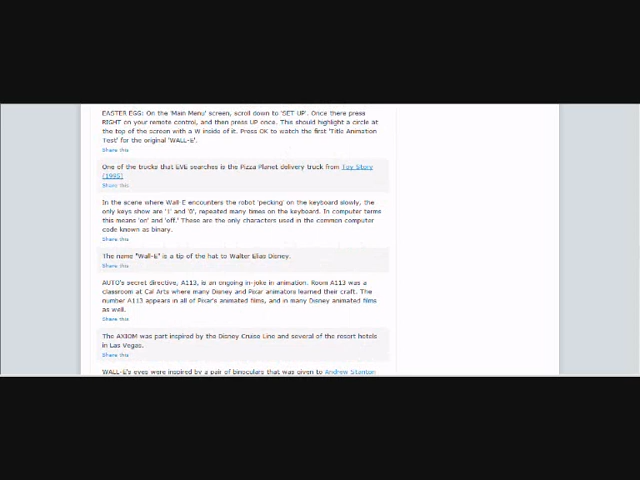 EASTER EGG: On the 'Main Menu' screen, scroll down to 'SET UP'. Once there press
RIGHT on your remote control, and then press UP once. This should highlight a circle at
the top of the screen with a W inside of it. Press OK to watch the first 'Title Animation
Test' for the original 'WALL-E'.
Share this
One of the trucks that EVE searches is the Pizza Planet delivery truck from Toy Story
(1995)
Share this
In the scene where Wall-E encounters the robot 'pecking' on the keyboard slowly, the
only keys show are '1' and '0', repeated many times on the keyboard. In computer terms
this means 'on' and 'off.' These are the only characters used in the common computer
code known as binary.
Share this
The name "Wall-E" is a tip of the hat to Walter Elias Disney.
Share this
AUTO's secret directive, A113, is an ongoing in-joke in animation. Room A113 was a
classroom at Cal Arts where many Disney and Pixar animators learned their craft. The
number A113 appears in all of Pixar's animated films, and in many Disney animated films
as well.
Share this
The AXIOM was part inspired by the Disney Cruise Line and several of the resort hotels
in Las Vegas.
Share this
WALL-E's eyes were inspired by a pair of binoculars that was given to Andrew Stanton